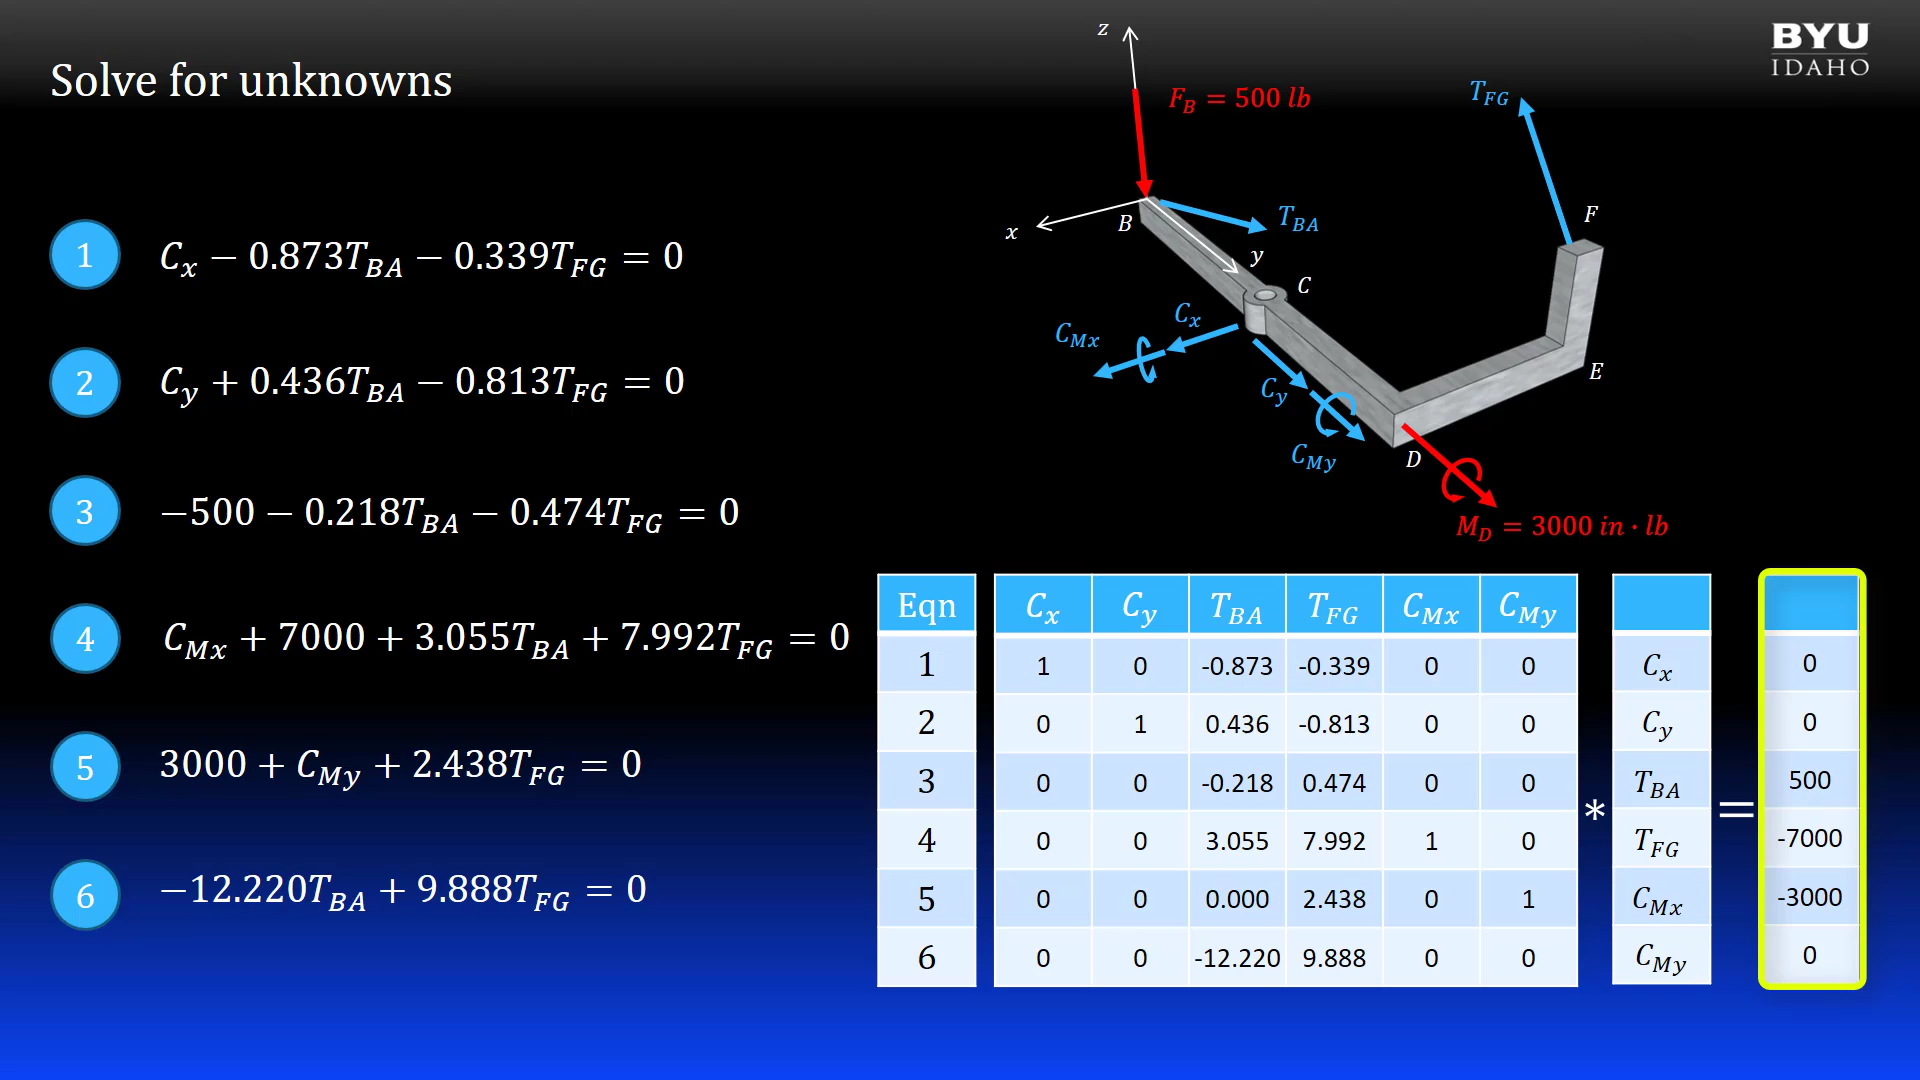 BYU
IDAHO
Solve for unknowns
z
F_B = 500 lb
T_FG
x
B
T_BA
y
F
C
C_x
C_Mx
C_y
E
C_My
D
M_D = 3000 in · lb
1 C_x − 0.873T_BA − 0.339T_FG = 0
2 C_y + 0.436T_BA − 0.813T_FG = 0
3 −500 − 0.218T_BA − 0.474T_FG = 0
4 C_Mx + 7000 + 3.055T_BA + 7.992T_FG = 0
5 3000 + C_My + 2.438T_FG = 0
6 −12.220T_BA + 9.888T_FG = 0
Eqn C_x C_y T_BA T_FG C_Mx C_My
1 1 0 -0.873 -0.339 0 0 C_x 0
2 0 1 0.436 -0.813 0 0 C_y 0
3 0 0 -0.218 0.474 0 0 T_BA 500
* =
4 0 0 3.055 7.992 1 0 T_FG -7000
5 0 0 0.000 2.438 0 1 C_Mx -3000
6 0 0 -12.220 9.888 0 0 C_My 0